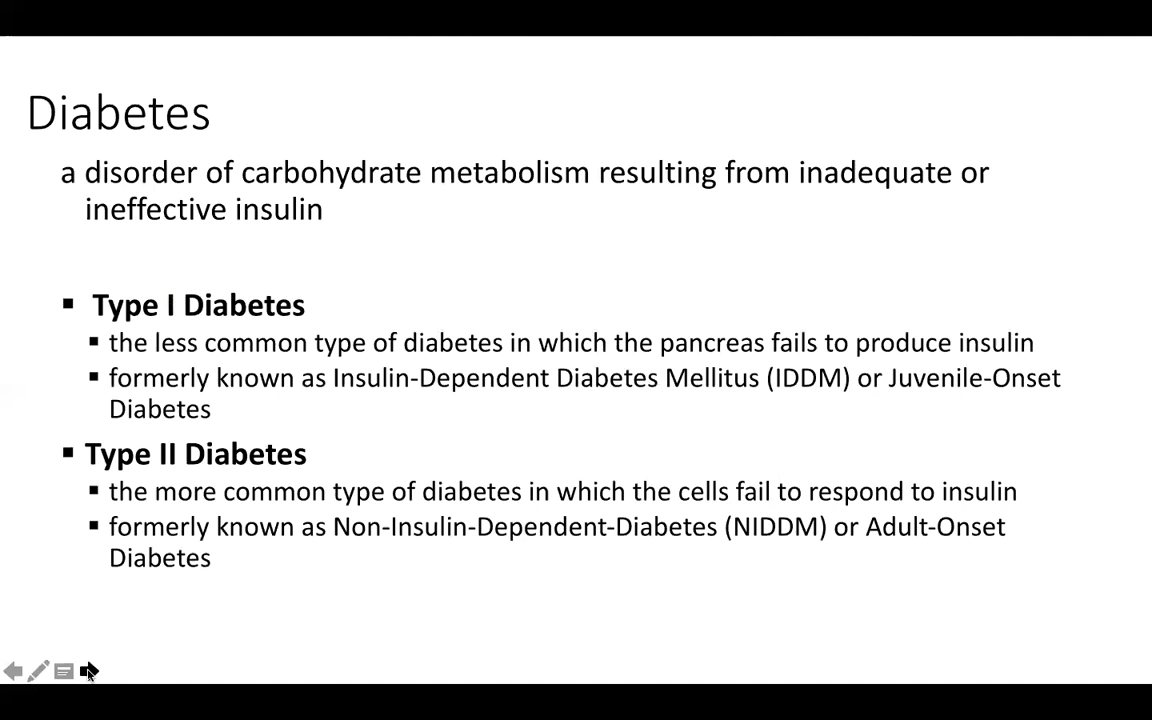 Diabetes
a disorder of carbohydrate metabolism resulting from inadequate or
ineffective insulin
▪ Type I Diabetes
▪ the less common type of diabetes in which the pancreas fails to produce insulin
▪ formerly known as Insulin-Dependent Diabetes Mellitus (IDDM) or Juvenile-Onset
Diabetes
▪ Type II Diabetes
▪ the more common type of diabetes in which the cells fail to respond to insulin
▪ formerly known as Non-Insulin-Dependent-Diabetes (NIDDM) or Adult-Onset
Diabetes